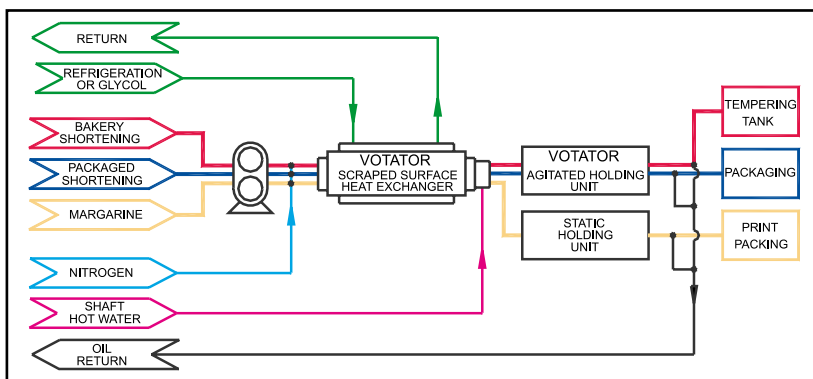 RETURN
REFRIGERATION
OR GLYCOL
BAKERY
SHORTENING
PACKAGED
SHORTENING
MARGARINE
NITROGEN
SHAFT
HOT WATER
OIL
RETURN
VOTATOR
SCRAPED SURFACE
HEAT EXCHANGER
VOTATOR
AGITATED HOLDING
UNIT
STATIC
HOLDING
UNIT
TEMPERING
TANK
PACKAGING
PRINT
PACKING